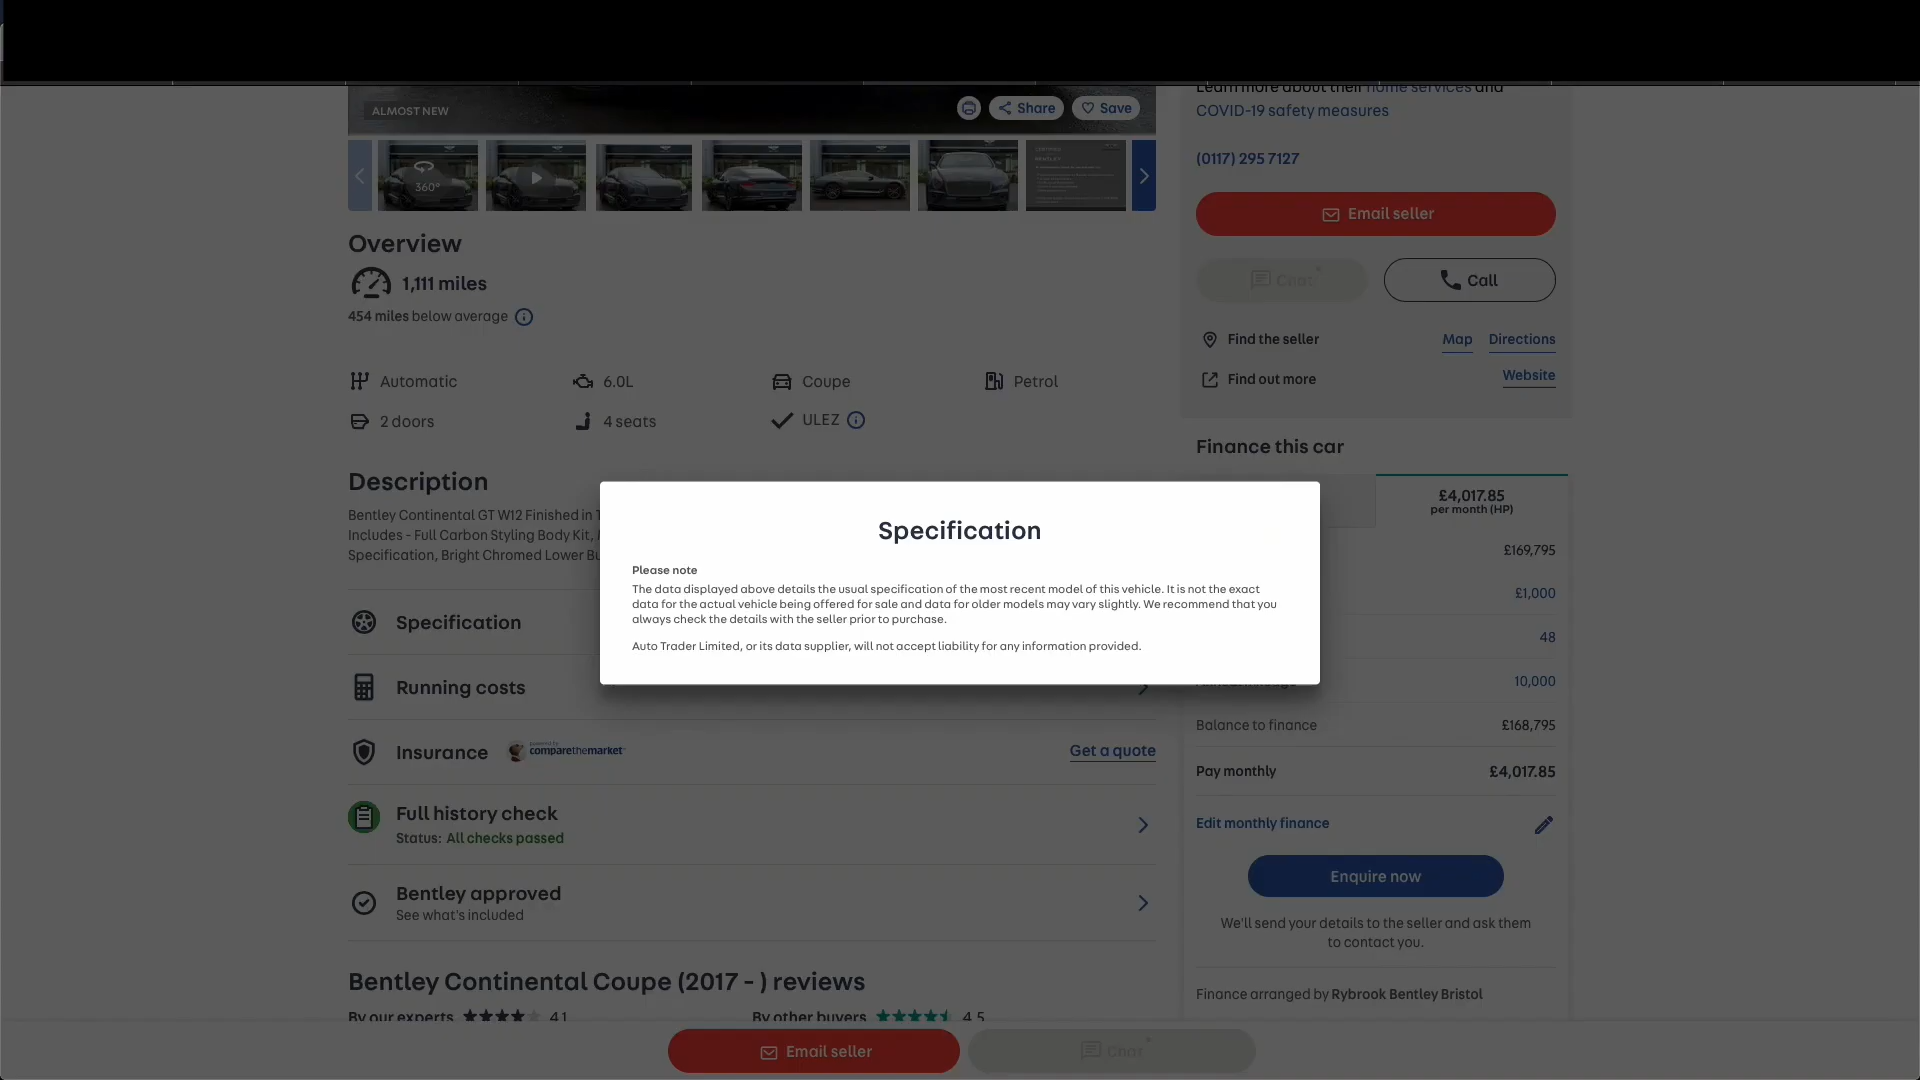 Learn more about their home services and
COVID-19 safety measures
ALMOST NEW
Share
Save
360°
(0117) 295 7127
Email seller
Chat
Call
Find the seller
Map
Directions
Find out more
Website
Overview
1,111 miles
454 miles below average
Automatic
6.0L
Coupe
Petrol
2 doors
4 seats
ULEZ
Description
Bentley Continental GT W12 Finished in
Includes - Full Carbon Styling Body Kit,
Specification, Bright Chromed Lower
Specification
Please note
The data displayed above details the usual specification of the most recent model of this vehicle. It is not the exact
data for the actual vehicle being offered for sale and data for older models may vary slightly. We recommend that you
always check the details with the seller prior to purchase.
Auto Trader Limited, or its data supplier, will not accept liability for any information provided.
Specification
Running costs
Insurance
powered by
comparethemarket
Get a quote
Full history check
Status: All checks passed
Bentley approved
See what's included
Bentley Continental Coupe (2017 - ) reviews
By our experts
4.1
By other buyers
4.5
Finance this car
£4,017.85
per month (HP)
£169,795
£1,000
48
10,000
Balance to finance
£168,795
Pay monthly
£4,017.85
Edit monthly finance
Enquire now
We'll send your details to the seller and ask them
to contact you.
Finance arranged by Rybrook Bentley Bristol
Email seller
Chat